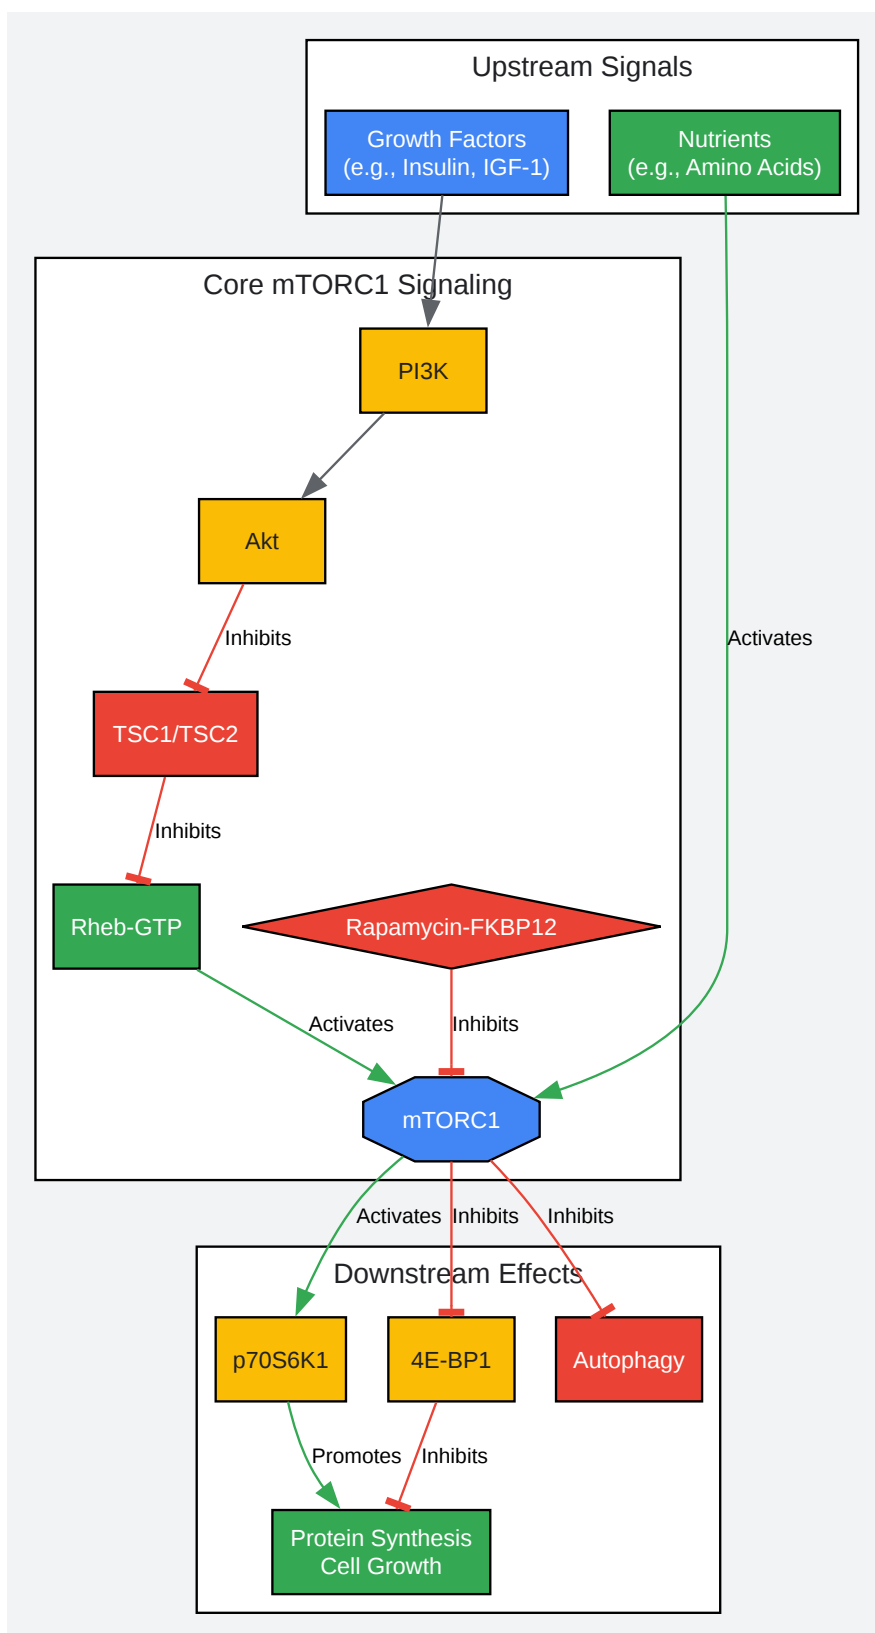 Upstream Signals
Growth Factors
(e.g., Insulin, IGF-1)
Nutrients
(e.g., Amino Acids)
Core mTORC1 Signaling
PI3K
Akt
Inhibits
Activates
TSC1/TSC2
Inhibits
Rheb-GTP
Rapamycin-FKBP12
Activates
Inhibits
mTORC1
Activates
Inhibits
Inhibits
Downstream Effects
p70S6K1
4E-BP1
Autophagy
Promotes
Inhibits
Protein Synthesis
Cell Growth